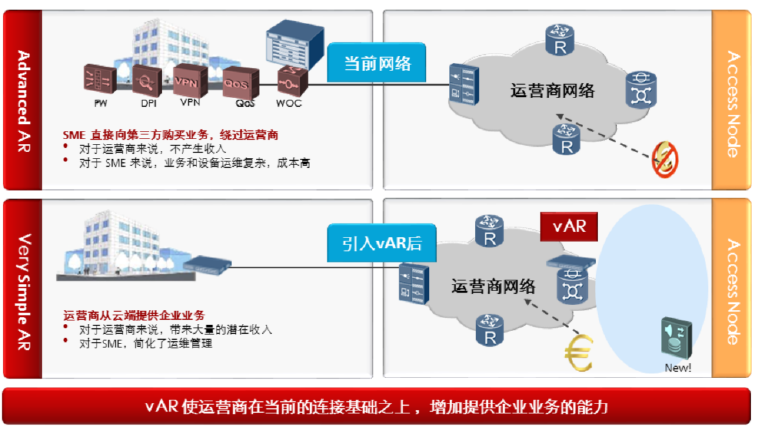 Advanced AR
FW
DPI
VPN
VPN
QoS
QoS
WOC
SME 直接向第三方购买业务，绕过运营商
• 对于运营商来说，不产生收入
• 对于 SME 来说，业务和设备运维复杂，成本高
当前网络
运营商网络
R
R
Access Node
Very Simple AR
运营商从云端提供企业业务
• 对于运营商来说，带来大量的潜在收入
• 对于SME，简化了运维管理
引入vAR后
运营商网络
R
R
vAR
€
New!
Access Node
vAR 使运营商在当前的连接基础之上，增加提供企业业务的能力